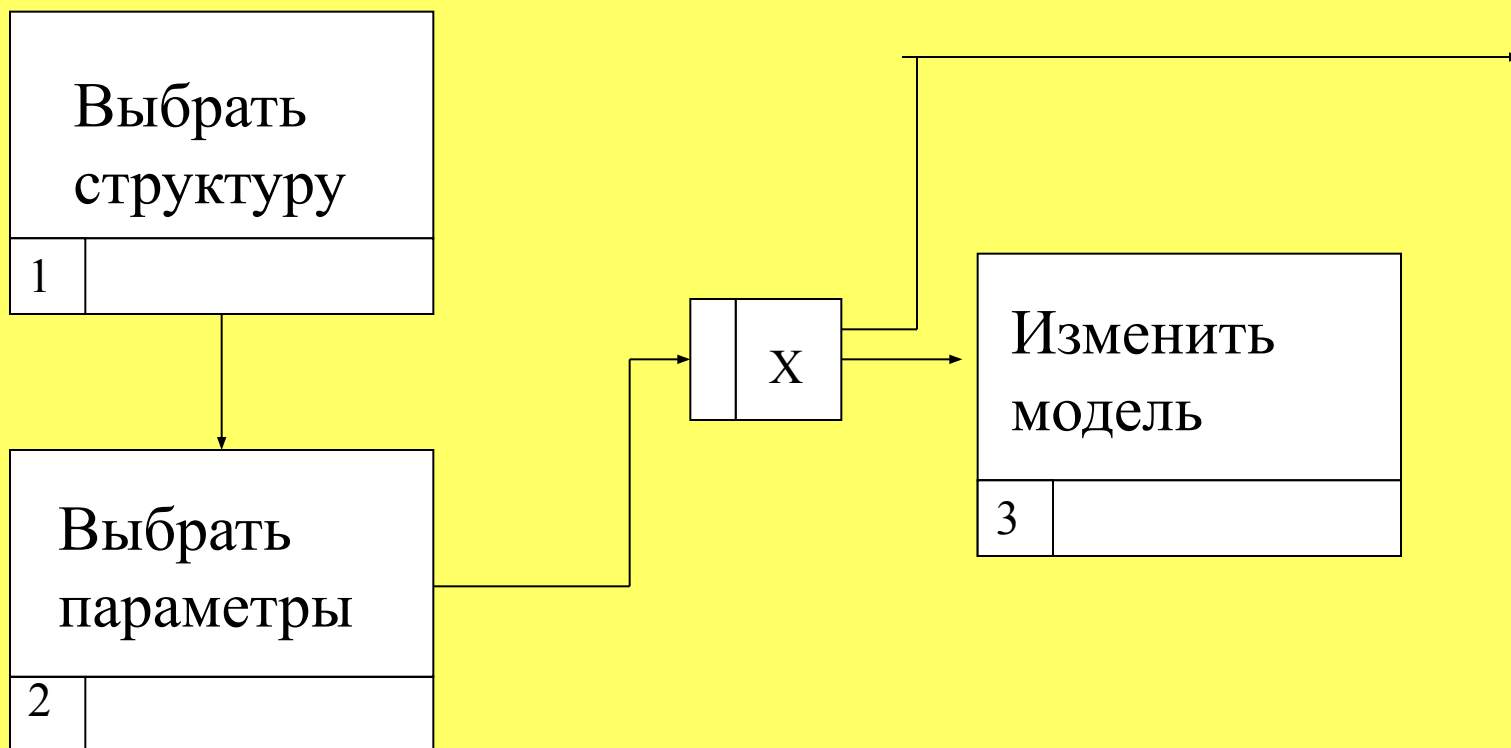 Выбрать
структуру
1
Выбрать
параметры
2
X
Изменить
модель
3